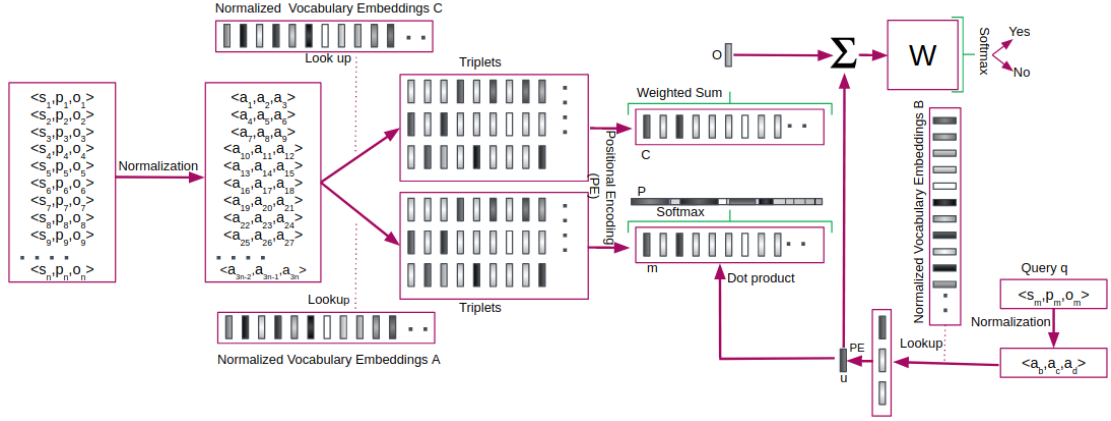 Normalized Vocabulary Embeddings C
Look up
<s1,p1,o1>
<s2,p2,o2>
<s3,p3,o3>
<s4,p4,o4>
<s5,p5,o5>
<s6,p6,o6>
<s7,p7,o7>
<s8,p8,o8>
<s9,p9,o9>
. . . .
<sn,pn,on>
Normalization
<a1,a2,a3>
<a4,a5,a6>
<a7,a8,a9>
<a10,a11,a12>
<a13,a14,a15>
<a16,a17,a18>
<a19,a20,a21>
<a22,a23,a24>
<a25,a26,a27>
. . . .
<a3n-2,a3n-1,a3n>
Lookup
Normalized Vocabulary Embeddings A
Triplets
Triplets
Positional Encoding
(PE)
Weighted Sum
C
P
Softmax
m
Dot product
O
Σ
W
Softmax
Yes
No
Normalized Vocabulary Embeddings B
Query q
<sm,pm,om>
Normalization
Lookup
<ab,ac,ad>
PE
u